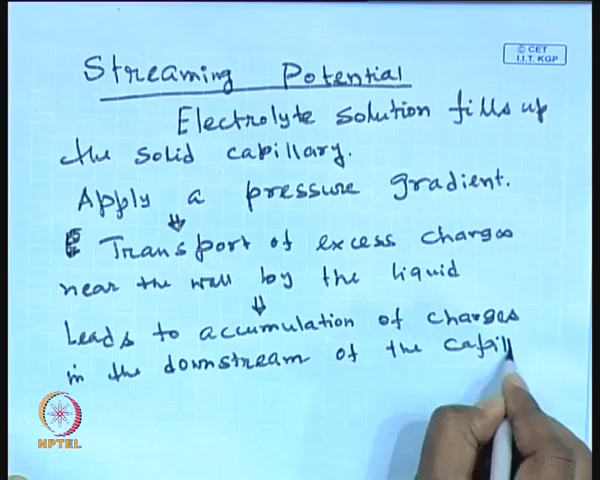 © CET
I.I.T. KGP
Streaming Potential
Electrolyte solution fills up
the solid capillary.
Apply a pressure gradient.
⇓
Transport of excess charges
near the wall by the liquid
⇓
Leads to accumulation of charges
in the downstream of the capill
NPTEL